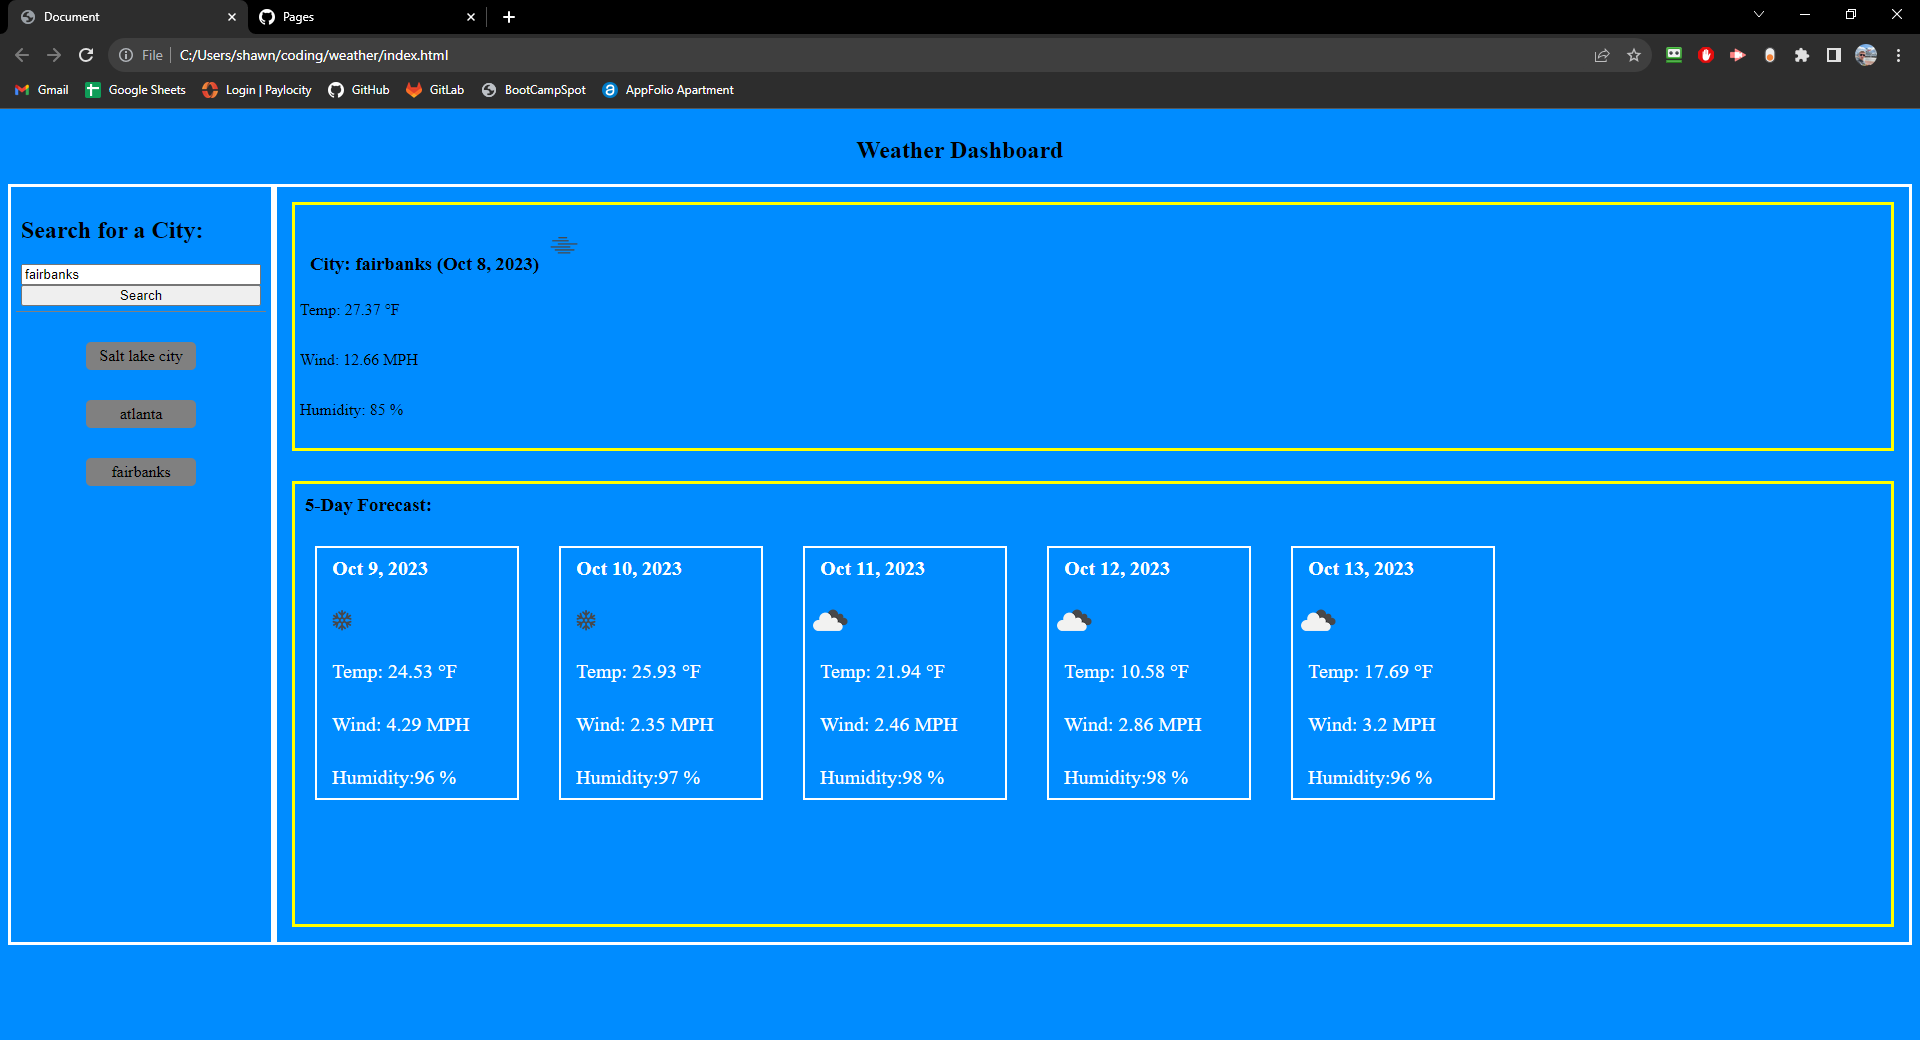 Document
Pages
File
C:/Users/shawn/coding/weather/index.html
Gmail
Google Sheets
Login | Paylocity
GitHub
GitLab
BootCampSpot
AppFolio Apartment
Weather Dashboard
Search for a City:
fairbanks
Search
Salt lake city
atlanta
fairbanks
City: fairbanks (Oct 8, 2023)
Temp: 27.37 °F
Wind: 12.66 MPH
Humidity: 85 %
5-Day Forecast:
Oct 9, 2023
Temp: 24.53 °F
Wind: 4.29 MPH
Humidity:96 %
Oct 10, 2023
Temp: 25.93 °F
Wind: 2.35 MPH
Humidity:97 %
Oct 11, 2023
Temp: 21.94 °F
Wind: 2.46 MPH
Humidity:98 %
Oct 12, 2023
Temp: 10.58 °F
Wind: 2.86 MPH
Humidity:98 %
Oct 13, 2023
Temp: 17.69 °F
Wind: 3.2 MPH
Humidity:96 %